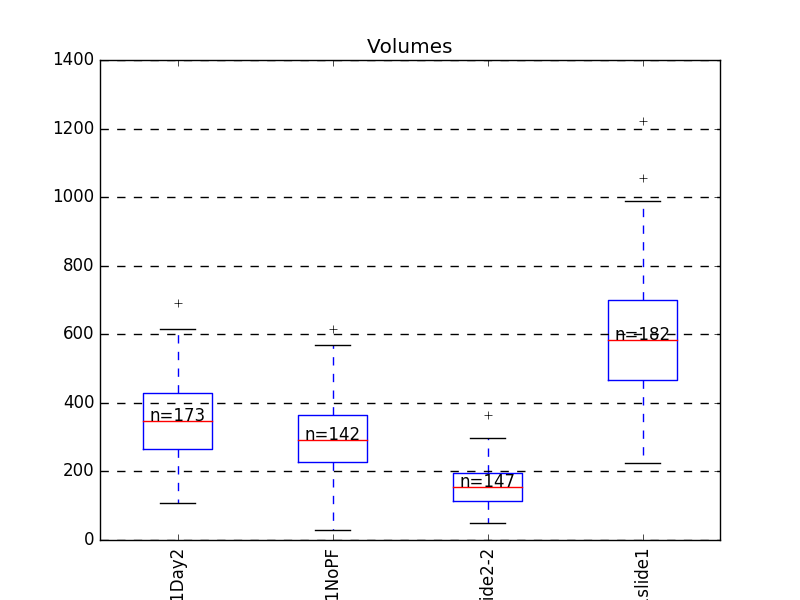 Volumes
1400
1200
1000
800
600
400
200
0
n=173
n=142
n=147
n=182
1Day2
1NoPF
ide2-2
slide1